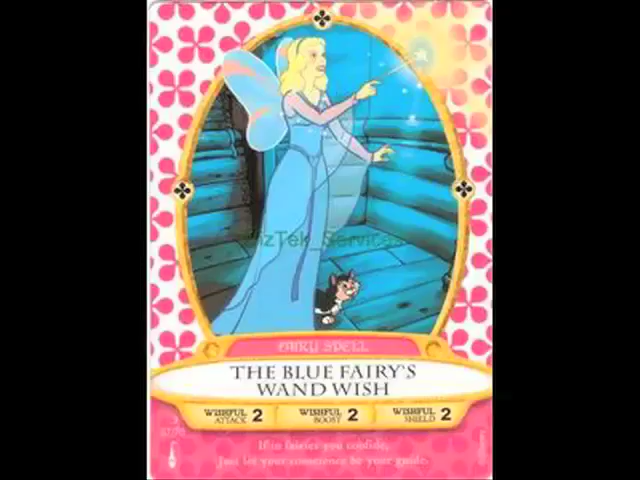 FAIRY SPELL
THE BLUE FAIRY'S
WAND WISH
WISHFUL ATTACK 2 WISHFUL BOOST 2 WISHFUL SHIELD 2
If in fairies you confide,
Just let your conscience be your guide.